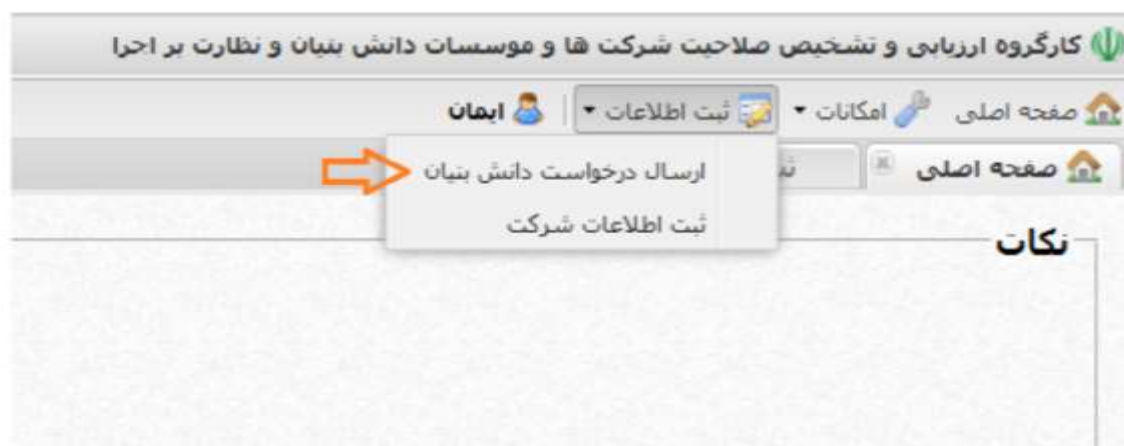 کارگروه ارزیابی و تشخیص صلاحیت شرکت ها و موسسات دانش بنیان و نظارت بر اجرا
صفحه اصلی امکانات ثبت اطلاعات ایمان
صفحه اصلی
ارسال درخواست دانش بنیان
ثبت اطلاعات شرکت
نکات